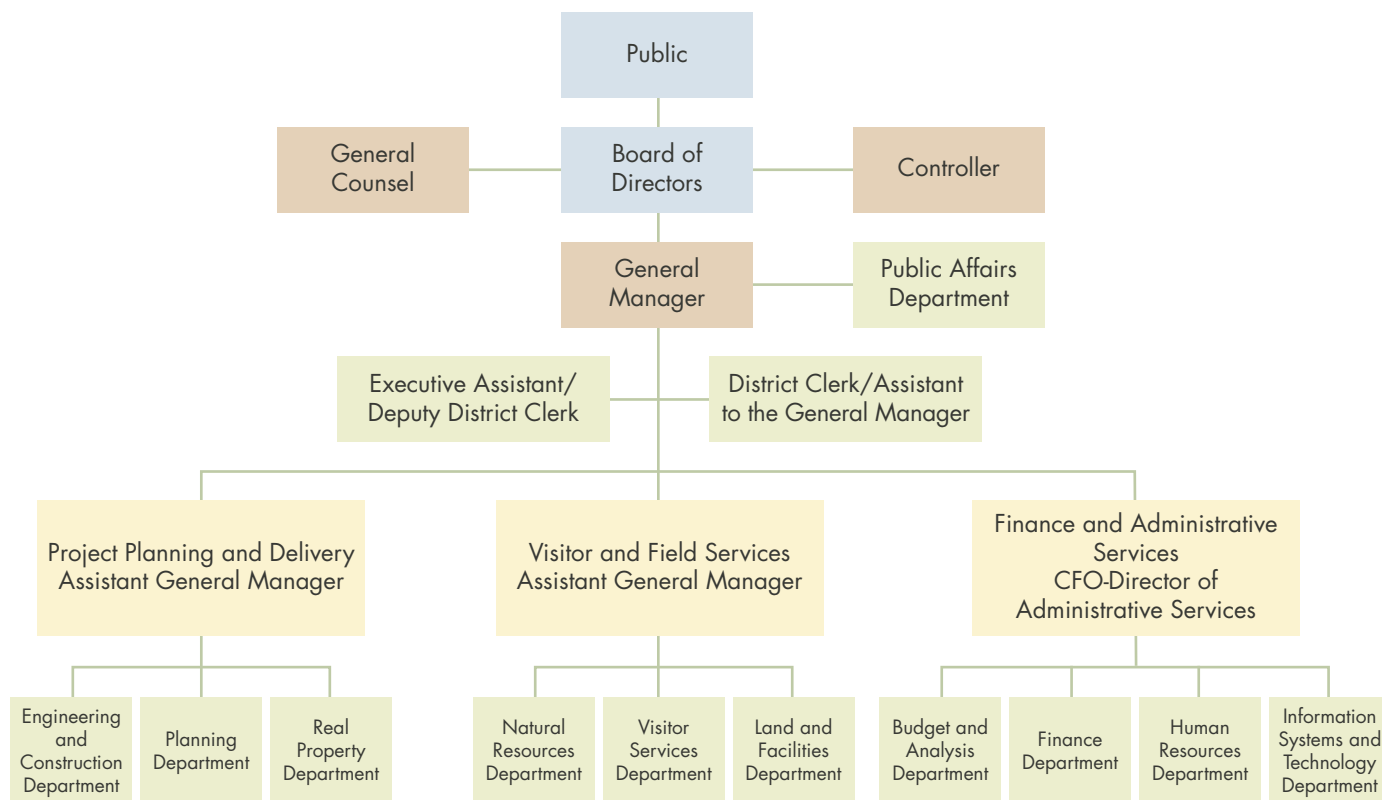 Public
General
Counsel
Board of
Directors
Controller
General
Manager
Public Affairs
Department
Executive Assistant/
Deputy District Clerk
District Clerk/Assistant
to the General Manager
Project Planning and Delivery
Assistant General Manager
Visitor and Field Services
Assistant General Manager
Finance and Administrative
Services
CFO-Director of
Administrative Services
Engineering
and
Construction
Department
Planning
Department
Real
Property
Department
Natural
Resources
Department
Visitor
Services
Department
Land and
Facilities
Department
Budget and
Analysis
Department
Finance
Department
Human
Resources
Department
Information
Systems and
Technology
Department